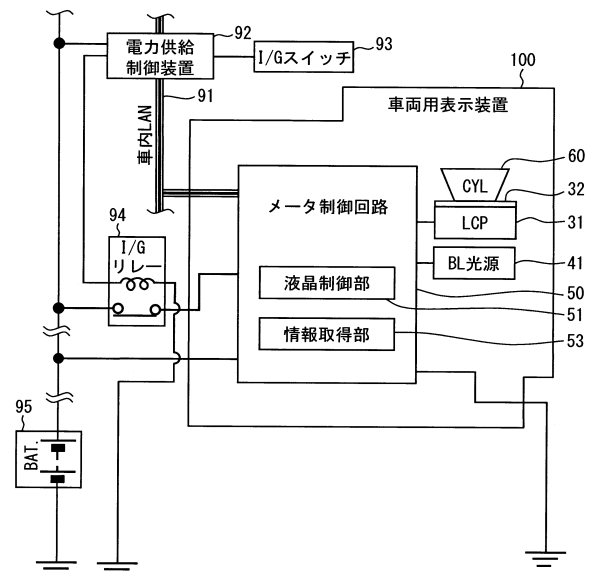 電力供給
制御装置
92
I/Gスイッチ
93
91
車内LAN
100
車両用表示装置
60
CYL
32
LCP
31
メータ制御回路
BL光源
41
94
I/G
リレー
液晶制御部
50
51
情報取得部
53
95
BAT.